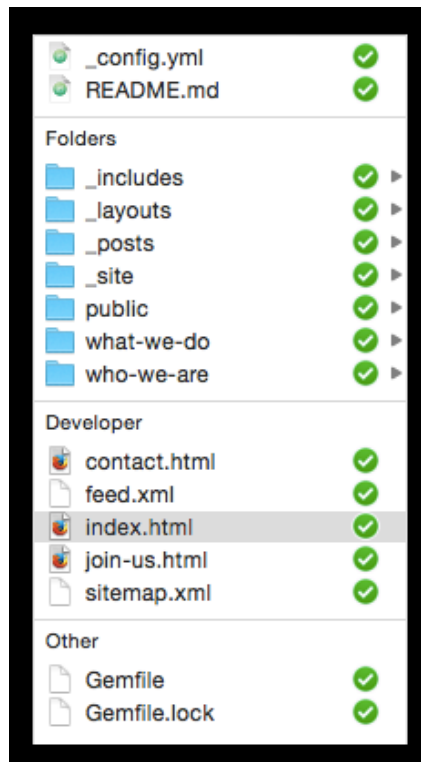 _config.yml
README.md
Folders
_includes
_layouts
_posts
_site
public
what-we-do
who-we-are
Developer
contact.html
feed.xml
index.html
join-us.html
sitemap.xml
Other
Gemfile
Gemfile.lock